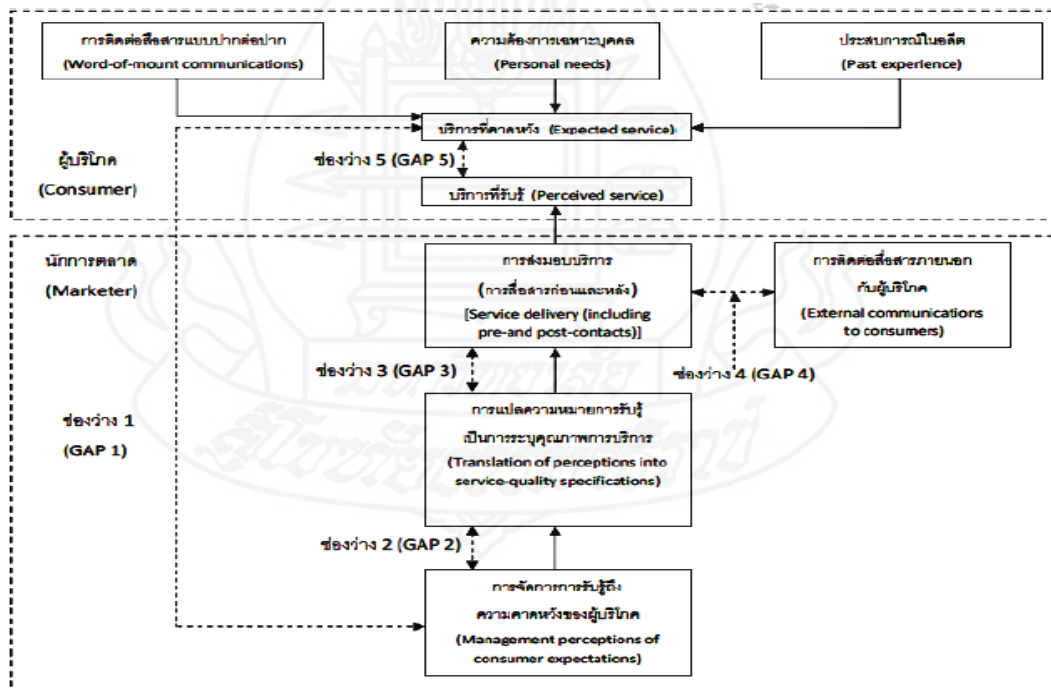 การติดต่อสื่อสารแบบปากต่อปาก
(Word-of-mount communications)
ความต้องการเฉพาะบุคคล
(Personal needs)
ประสบการณ์ในอดีต
(Past experience)
บริการที่คาดหวัง (Expected service)
ผู้บริโภค
(Consumer)
ช่องว่าง 5 (GAP 5)
บริการที่รับรู้ (Perceived service)
นักการตลาด
(Marketer)
การส่งมอบบริการ
(การสื่อสารก่อนและหลัง)
[Service delivery (including
pre-and post-contacts)]
การติดต่อสื่อสารภายนอก
กับผู้บริโภค
(External communications
to consumers)
ช่องว่าง 3 (GAP 3)
ช่องว่าง 4 (GAP 4)
ช่องว่าง 1
(GAP 1)
การแปลความหมายการรับรู้
เป็นการระบุคุณภาพการบริการ
(Translation of perceptions into
service-quality specifications)
ช่องว่าง 2 (GAP 2)
การจัดการการรับรู้ถึง
ความคาดหวังของผู้บริโภค
(Management perceptions of
consumer expectations)